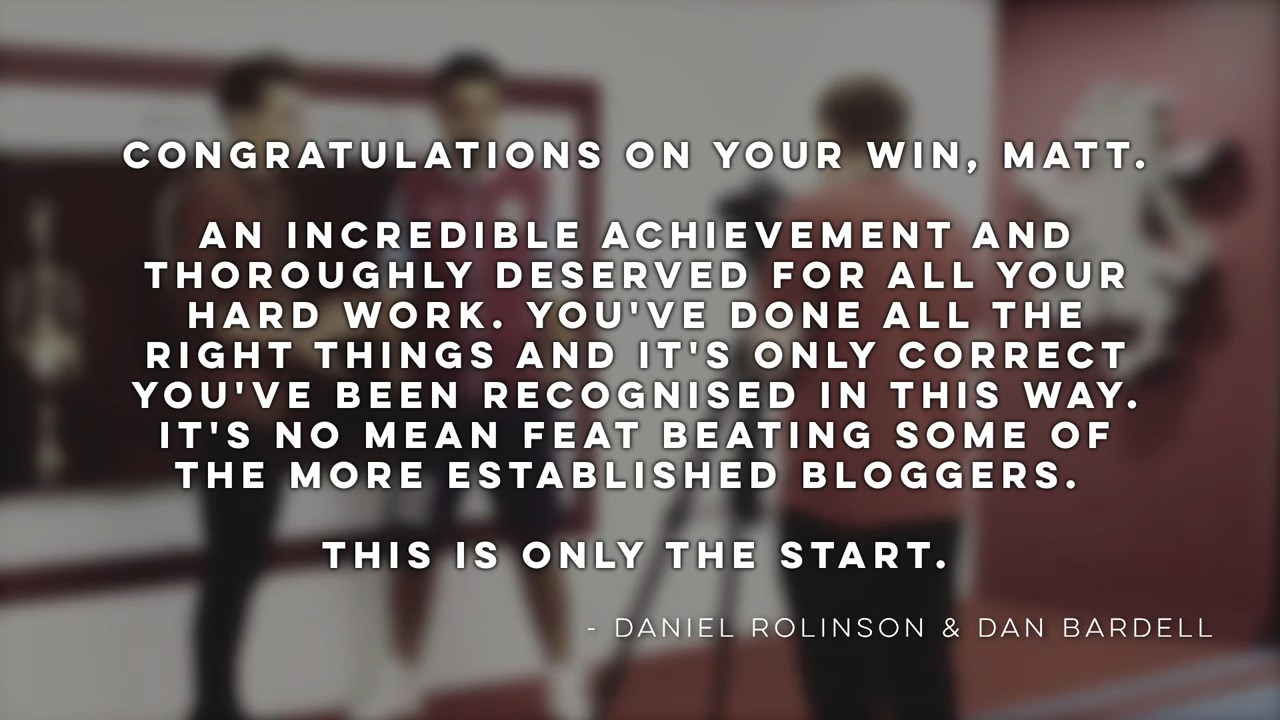 CONGRATULATIONS ON YOUR WIN, MATT.
AN INCREDIBLE ACHIEVEMENT AND
THOROUGHLY DESERVED FOR ALL YOUR
HARD WORK. YOU'VE DONE ALL THE
RIGHT THINGS AND IT'S ONLY CORRECT
YOU'VE BEEN RECOGNISED IN THIS WAY.
IT'S NO MEAN FEAT BEATING SOME OF
THE MORE ESTABLISHED BLOGGERS.
THIS IS ONLY THE START.
- DANIEL ROLINSON & DAN BARDELL